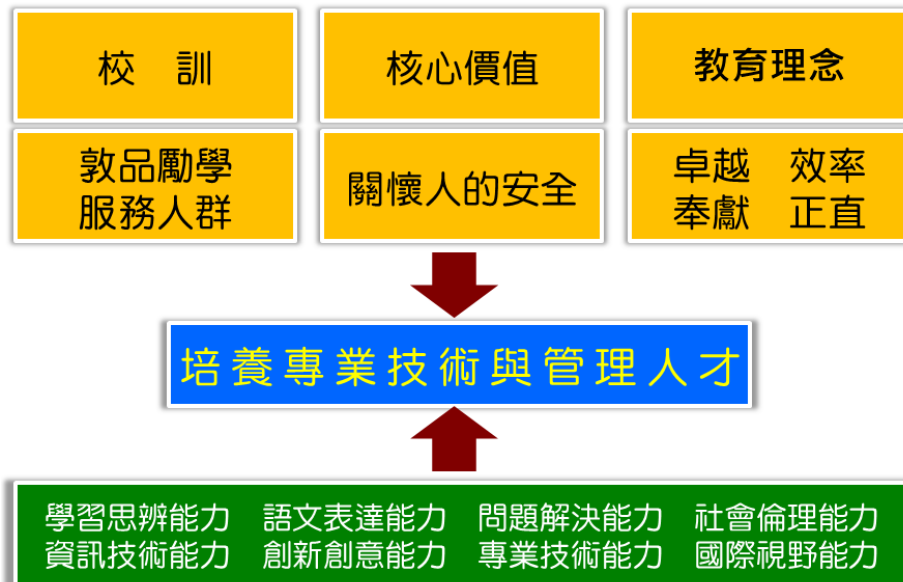 校 訓
核心價值
教育理念
敦品勵學
服務人群
關懷人的安全
卓越 效率
奉獻 正直
培養專業技術與管理人才
學習思辨能力 語文表達能力 問題解決能力 社會倫理能力
資訊技術能力 創新創意能力 專業技術能力 國際視野能力